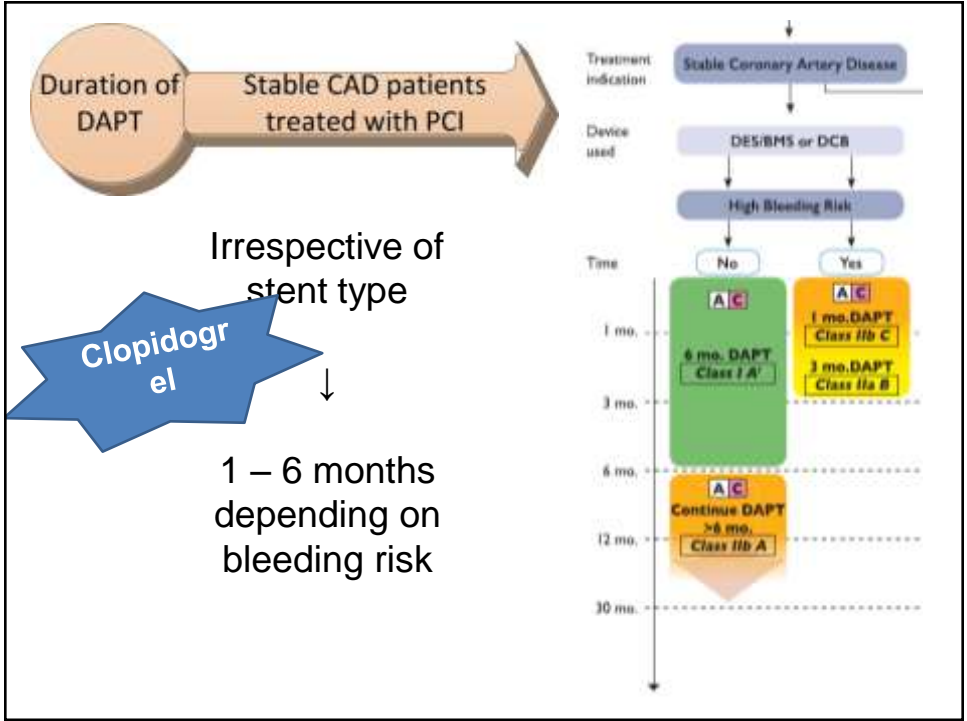 Duration of
DAPT
Stable CAD patients
treated with PCI
Irrespective of
stent type
Clopidogr
el
↓
1 – 6 months
depending on
bleeding risk
Treatment
indication
Stable Coronary Artery Disease
Device
used
DES/BMS or DCB
High Bleeding Risk
Time
No
Yes
A C
A C
1 mo.DAPT
Class IIb C
1 mo.
6 mo. DAPT
Class I A
3 mo.DAPT
Class IIa B
3 mo.
6 mo.
A C
Continue DAPT
>6 mo.
Class IIb A
12 mo.
30 mo.